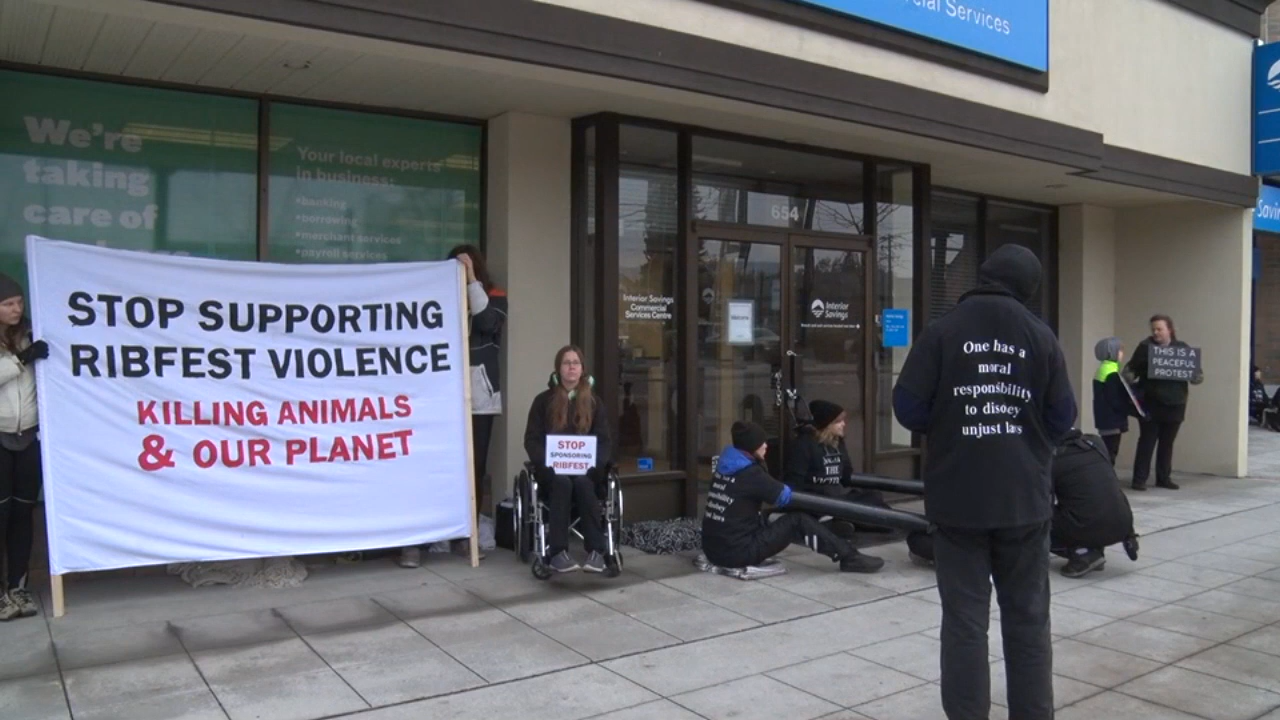 cial Services
We're
taking
care of
Your local experts
in business:
•banking
•borrowing
•merchant services
•payroll services
654
STOP SUPPORTING
RIBFEST VIOLENCE
KILLING ANIMALS
& OUR PLANET
Interior Savings
Commercial
Services Centre
Interior
Savings
STOP
SPONSORING
RIBFEST
One has a
moral
responsibility
to disobey
unjust laws
THE
THIS IS A
PEACEFUL
PROTEST